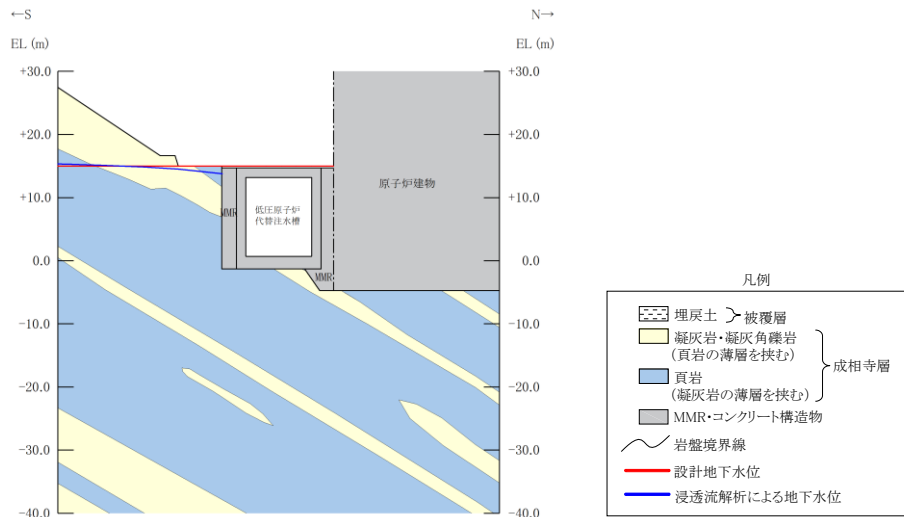 ←S
N→
EL (m)
EL (m)
+30.0
+30.0
+20.0
+20.0
+10.0
+10.0
0.0
0.0
-10.0
-10.0
-20.0
-20.0
-30.0
-30.0
-40.0
-40.0
原子炉建物
低圧原子炉
代替注水槽
MMR
MMR
凡例
埋戻土
被覆層
凝灰岩・凝灰角礫岩
(頁岩の薄層を挟む)
成相寺層
頁岩
(凝灰岩の薄層を挟む)
MMR・コンクリート構造物
岩盤境界線
設計地下水位
浸透流解析による地下水位